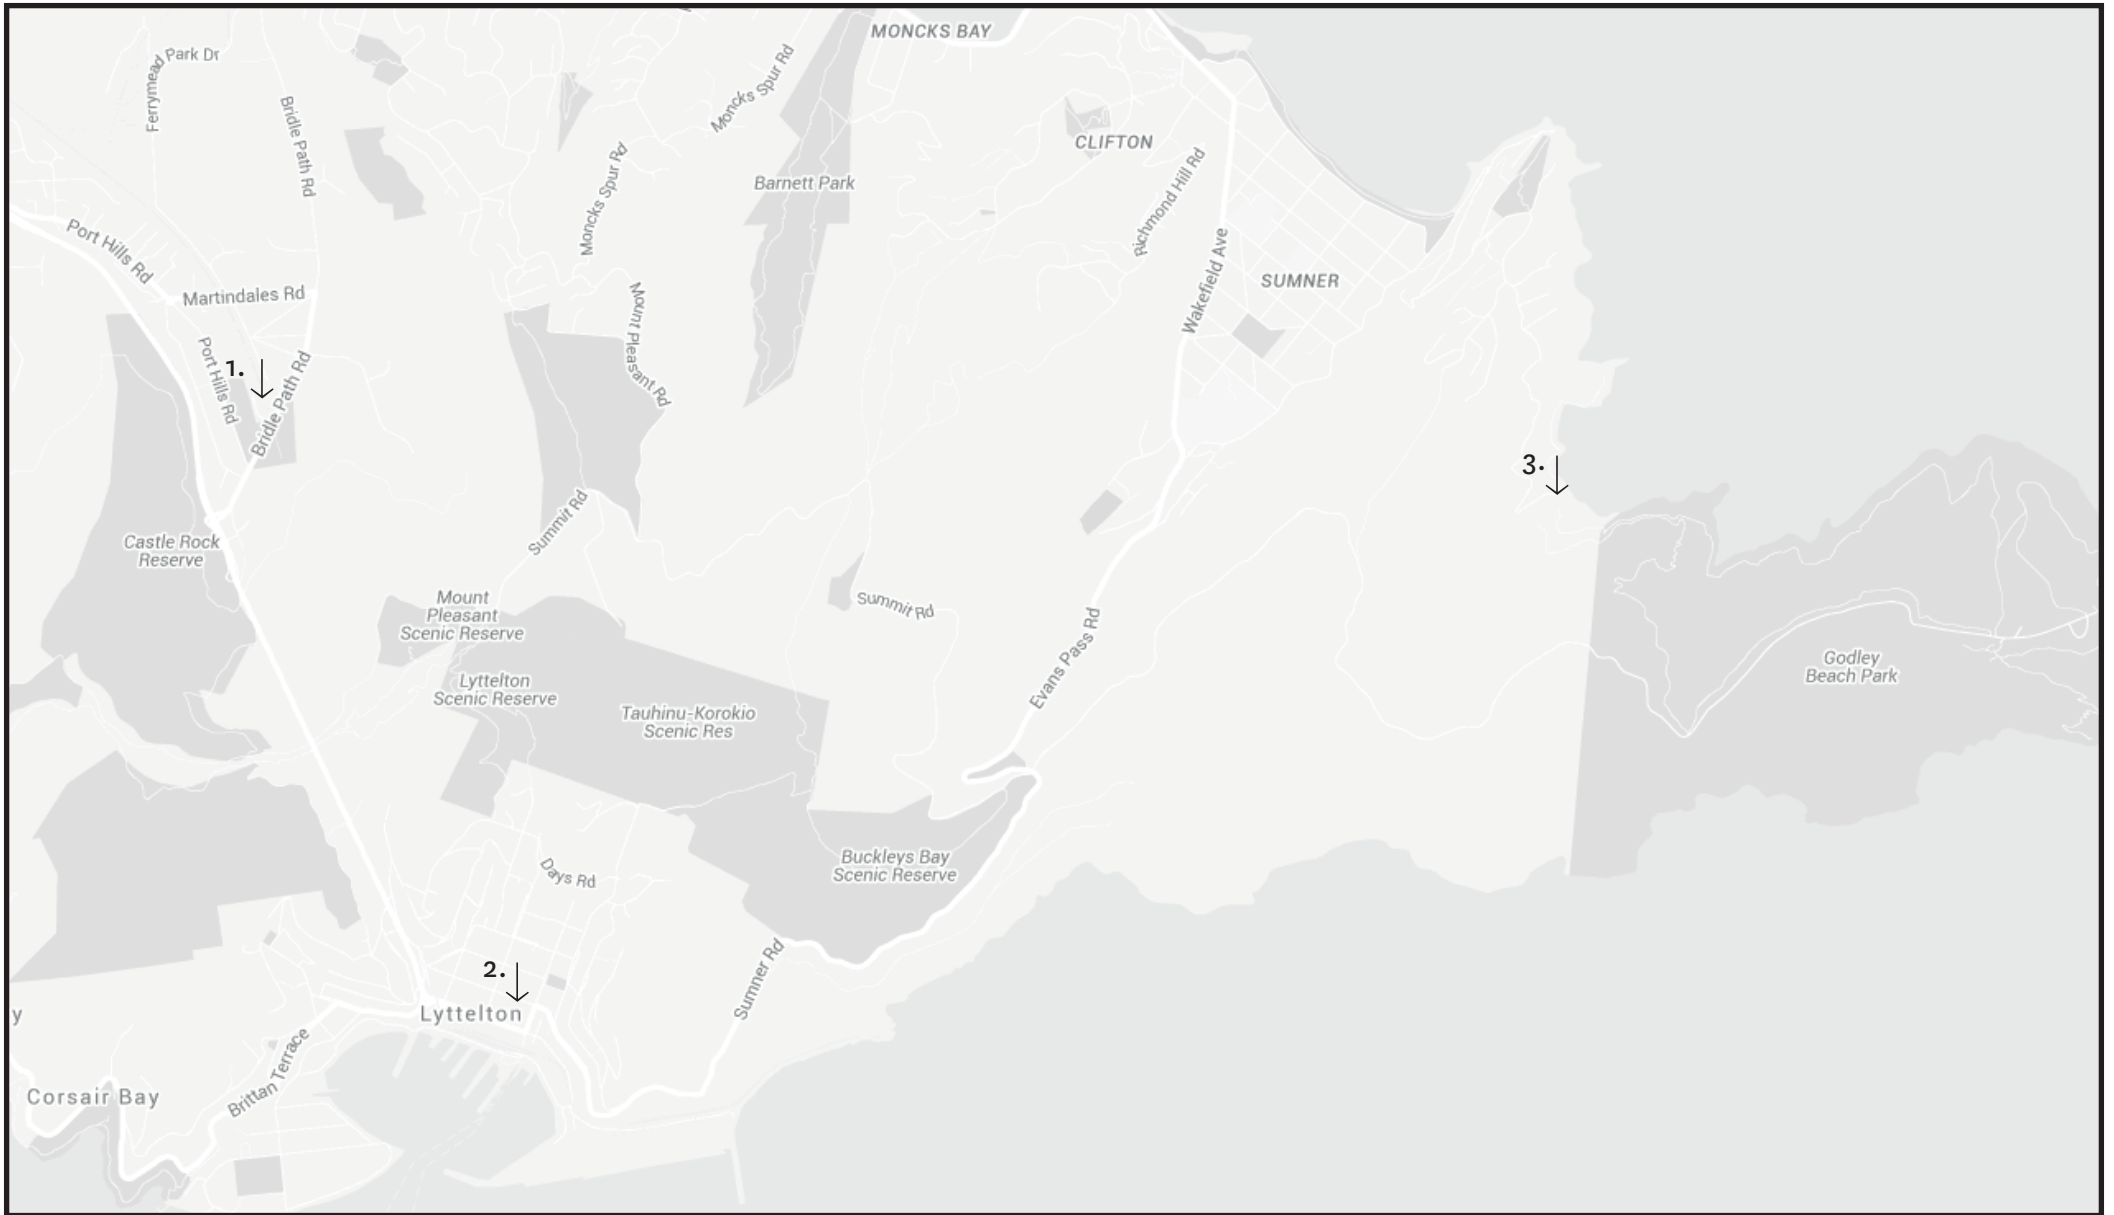 MONCKS BAY
Park Dr
Ferrymead
Moncks Spur Rd
Bridle Path Rd
CLIFTON
Moncks Spur Rd
Barnett Park
Richmond Hill Rd
Port Hills Rd
Wakefield Ave
SUMNER
Martindales Rd
Mount Pleasant Rd
Port Hills Rd
1.
Bridle Path Rd
3.
Summit Rd
Castle Rock
Reserve
Mount
Pleasant
Scenic Reserve
Summit Rd
Evans Pass Rd
Godley
Beach Park
Lyttelton
Scenic Reserve
Tauhinu-Korokio
Scenic Res
Buckleys Bay
Scenic Reserve
Days Rd
2.
Sumner Rd
y
Lyttelton
Brittan Terrace
Corsair Bay